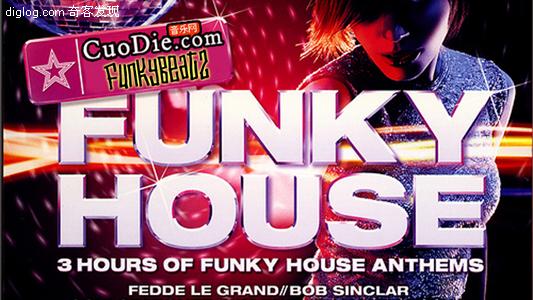 diglog.com 奇客发现
CuoDie.com 音乐网
FUNKYBEATZ
FUNKY
HOUSE
3 HOURS OF FUNKY HOUSE ANTHEMS
FEDDE LE GRAND//BOB SINCLAR